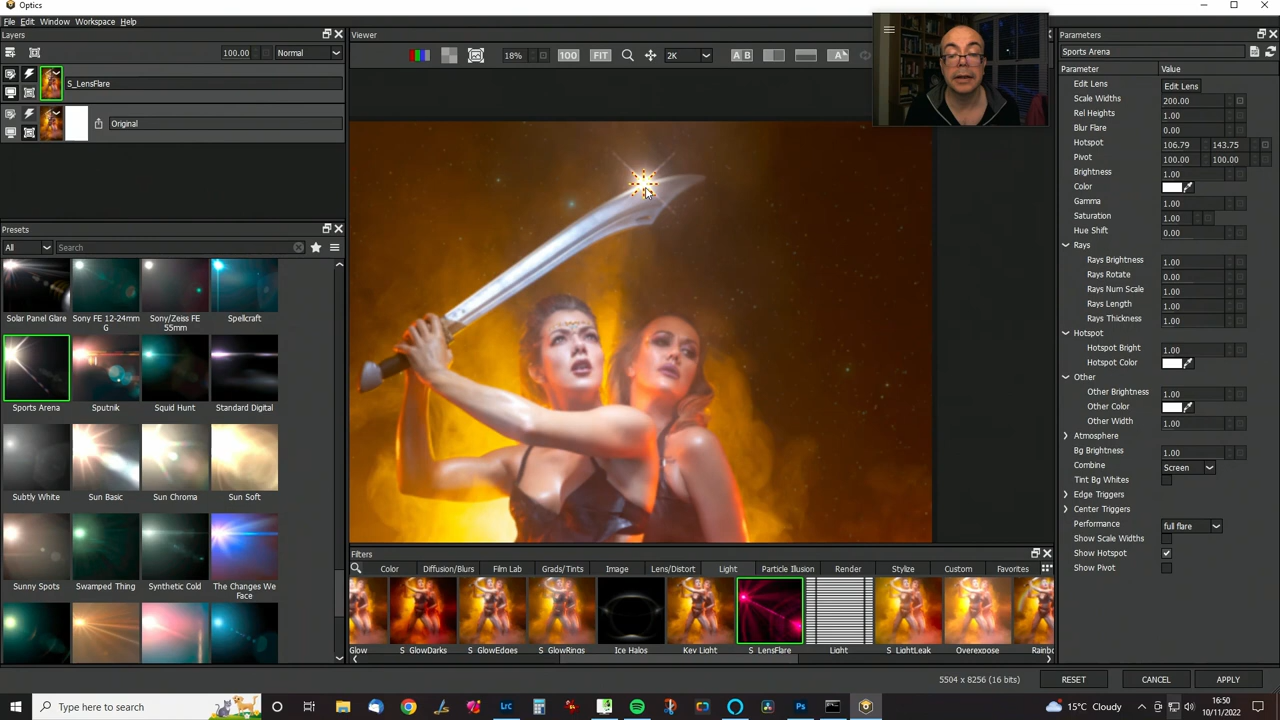 Optics
File Edit Window Workspace Help
Layers
100.00 Normal
S_LensFlare
Original
Presets
All Search
Solar Panel Glare
Sony FE 12-24mm G
Sony/Zeiss FE 55mm
Spellcraft
Sports Arena
Sputnik
Squid Hunt
Standard Digital
Subtly White
Sun Basic
Sun Chroma
Sun Soft
Sunny Spots
Swamped Thing
Synthetic Cold
The Changes We Face
Viewer
18% 100 FIT 2K A B A
Filters
Color Diffusion/Blurs Film Lab Grads/Tints Image Lens/Distort Light Particle Illusion Render Stylize Custom Favorites
Glow
S_GlowDarks
S_GlowEdges
S_GlowRings
Ice Halos
Key Light
S_LensFlare
Light
S_LightLeak
Overexpose
Rainb
Parameters
Sports Arena
Parameter Value
Edit Lens Edit Lens
Scale Widths 200.00
Rel Heights 1.00
Blur Flare 0.00
Hotspot 106.79 143.75
Pivot 100.00 100.00
Brightness 1.00
Color
Gamma 1.00
Saturation 1.00
Hue Shift 0.00
Rays
Rays Brightness 1.00
Rays Rotate 0.00
Rays Num Scale 1.00
Rays Length 1.00
Rays Thickness 1.00
Hotspot
Hotspot Bright 1.00
Hotspot Color
Other
Other Brightness 1.00
Other Color
Other Width 1.00
Atmosphere
Bg Brightness 1.00
Combine Screen
Tint Bg Whites
Edge Triggers
Center Triggers
Performance full flare
Show Scale Widths
Show Hotspot
Show Pivot
5504 x 8256 (16 bits) RESET CANCEL APPLY
Type here to search
Lrc
Ps
15°C Cloudy
16:50
10/11/2022